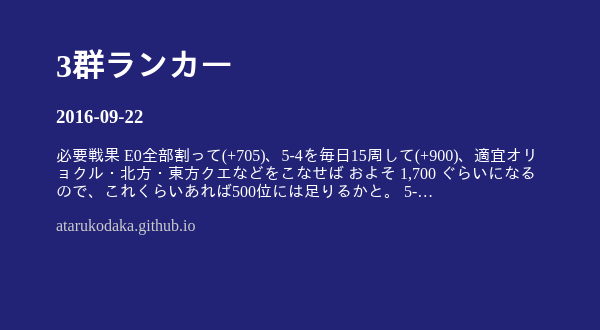 3群ランカー
2016-09-22
必要戦果 E0全部割って(+705)、5-4を毎日15周して(+900)、適宜オリ
ョクル・北方・東方クエなどをこなせば およそ 1,700 ぐらいになる
ので、これくらいあれば500位には足りるかと。 5-…
atarukodaka.github.io